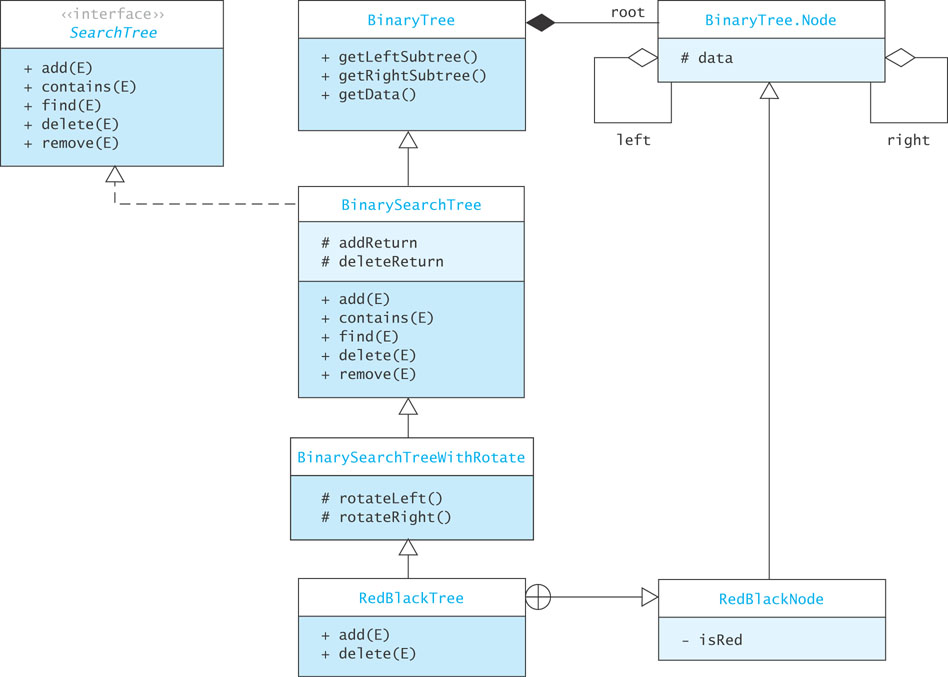 ‹‹interface››
SearchTree
+ add(E)
+ contains(E)
+ find(E)
+ delete(E)
+ remove(E)
BinaryTree
+ getLeftSubtree()
+ getRightSubtree()
+ getData()
root
BinaryTree.Node
# data
left
right
BinarySearchTree
# addReturn
# deleteReturn
+ add(E)
+ contains(E)
+ find(E)
+ delete(E)
+ remove(E)
BinarySearchTreeWithRotate
# rotateLeft()
# rotateRight()
RedBlackTree
+ add(E)
+ delete(E)
RedBlackNode
- isRed